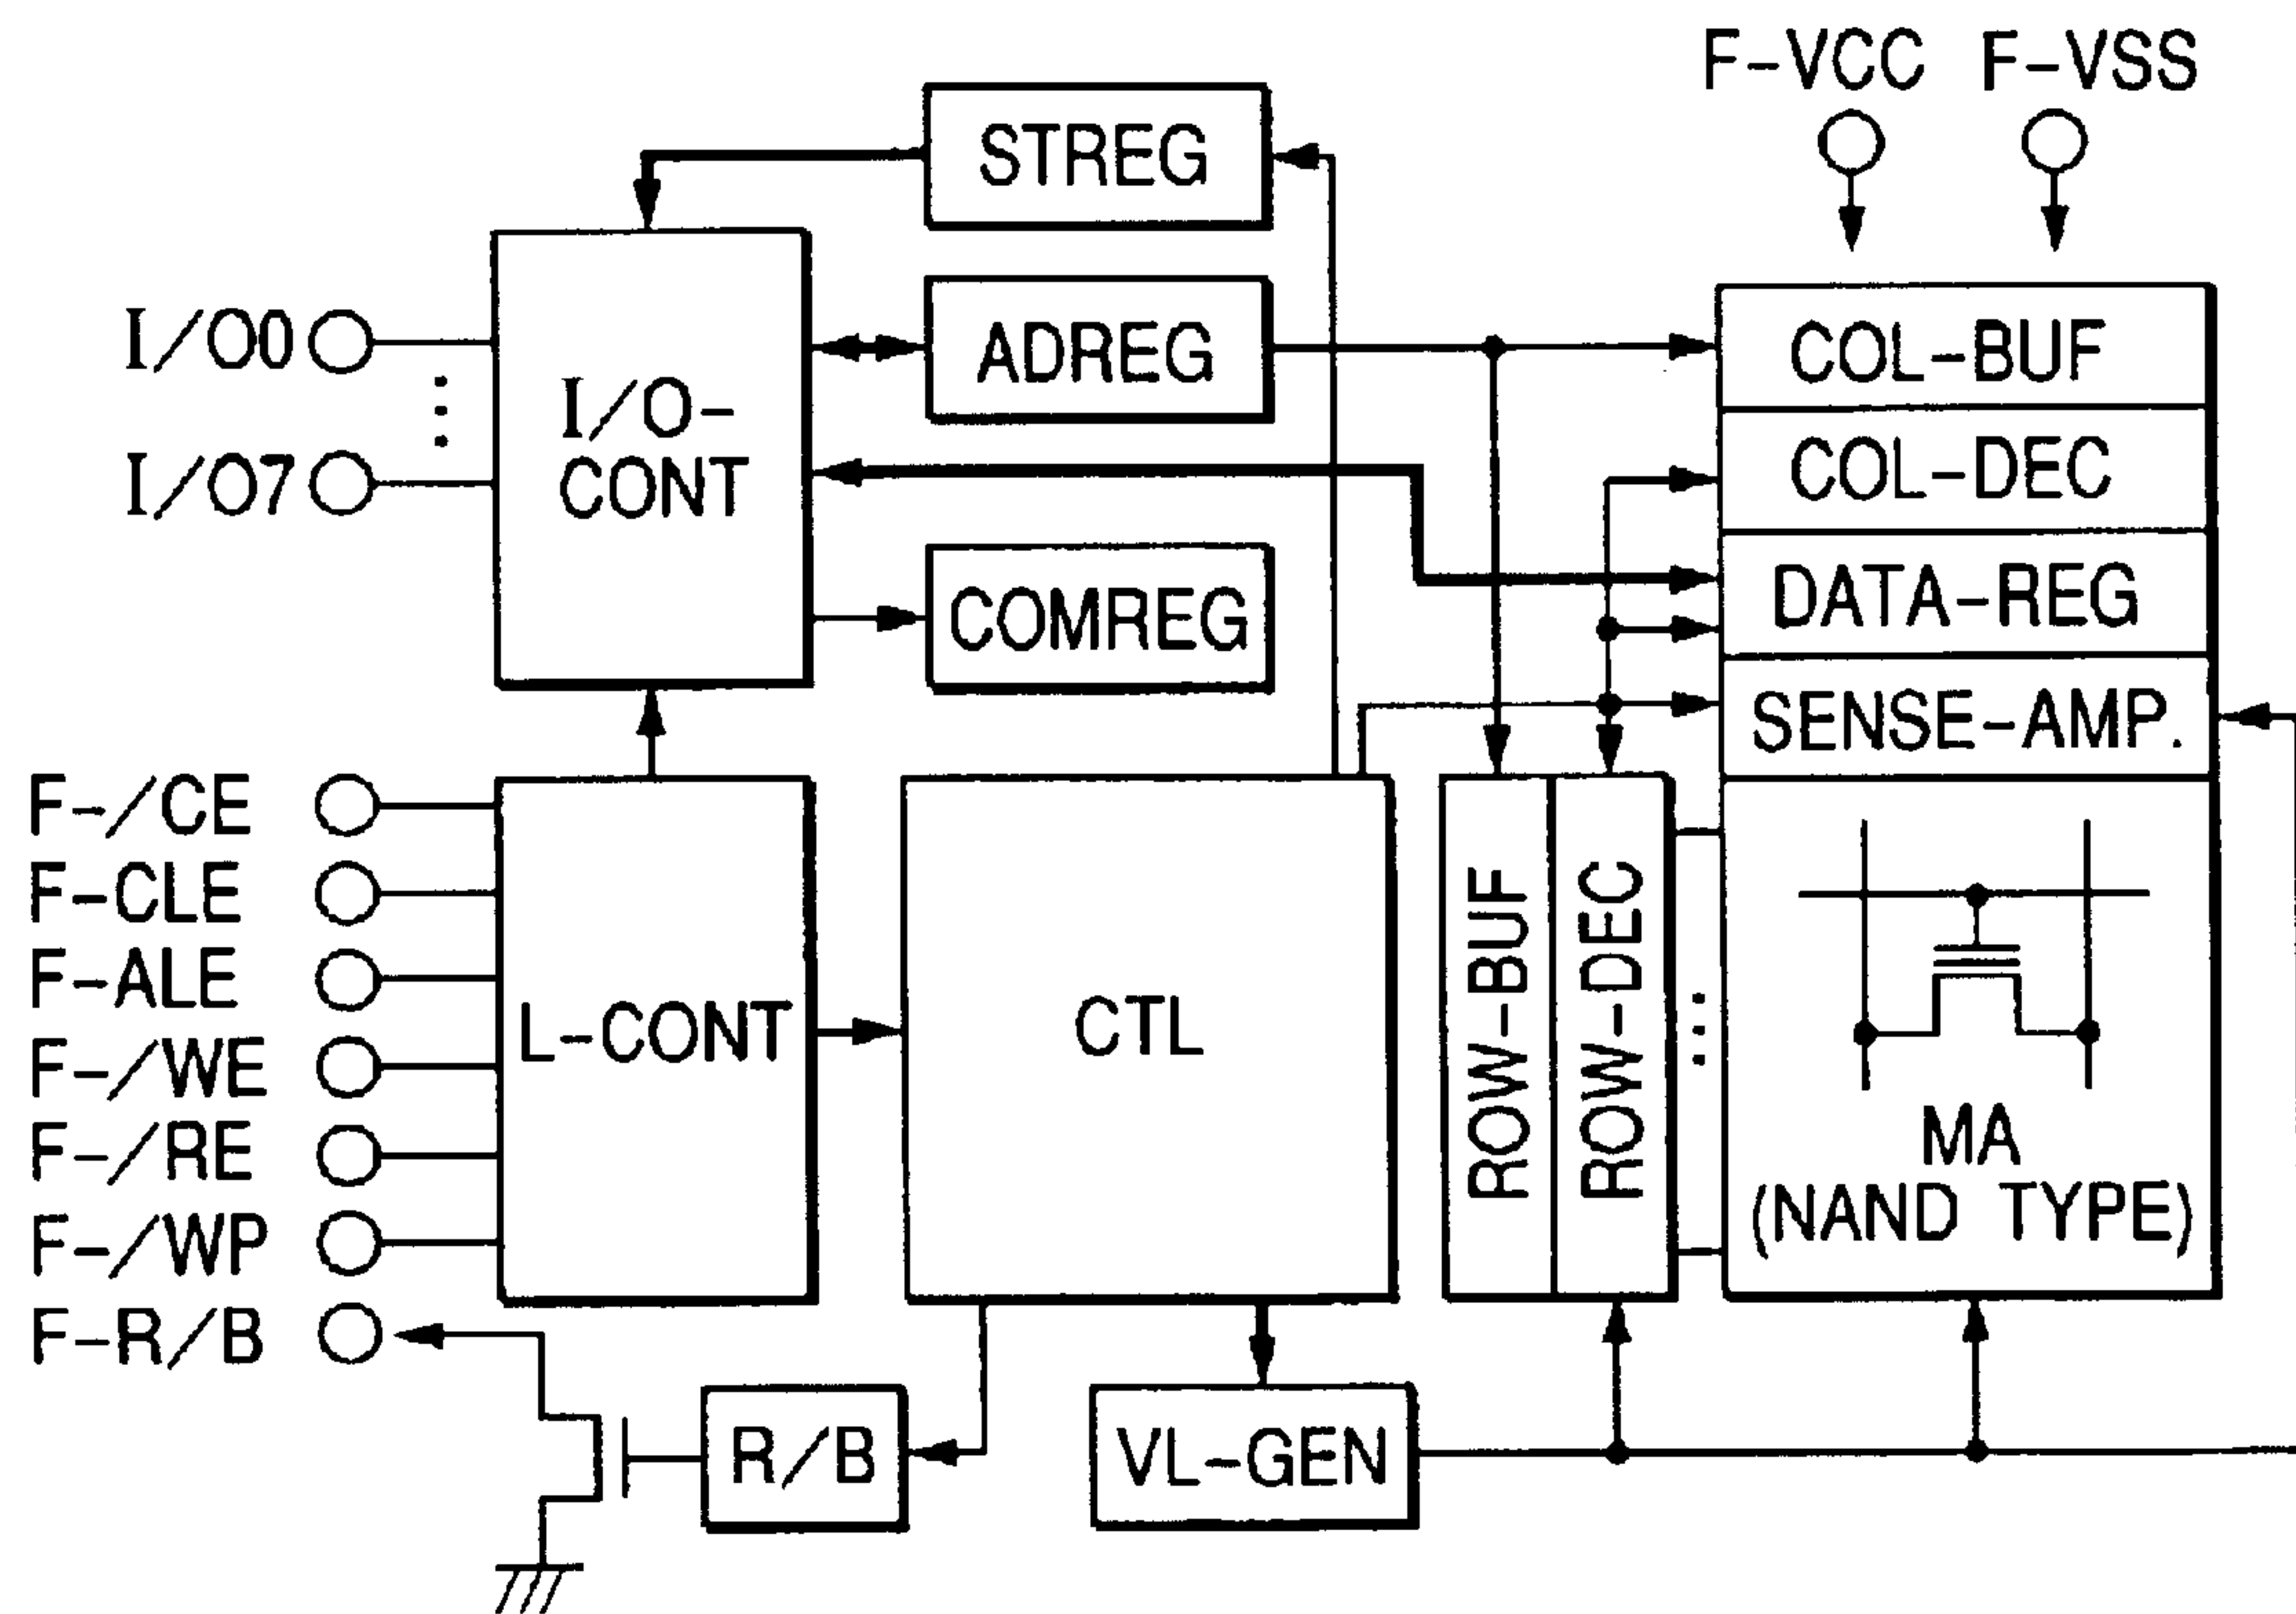 F-VCC F-VSS
STREG
I/O0
I/O7
I/O-
CONT
ADREG
COMREG
COL-BUF
COL-DEC
DATA-REG
SENSE-AMP.
F-/CE
F-CLE
F-ALE
F-/WE
F-/RE
F-/WP
F-R/B
L-CONT
CTL
ROW-BUF
ROW-DEC
MA
(NAND TYPE)
R/B
VL-GEN